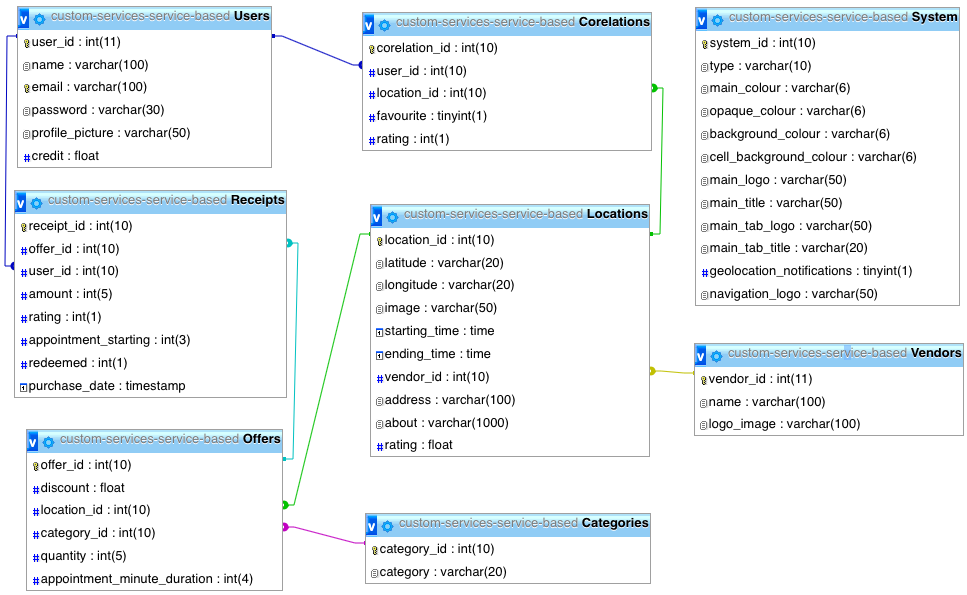 custom-services-service-based Users
user_id : int(11)
name : varchar(100)
email : varchar(100)
password : varchar(30)
profile_picture : varchar(50)
credit : float
custom-services-service-based Corelations
corelation_id : int(10)
user_id : int(10)
location_id : int(10)
favourite : tinyint(1)
rating : int(1)
custom-services-service-based System
system_id : int(10)
type : varchar(10)
main_colour : varchar(6)
opaque_colour : varchar(6)
background_colour : varchar(6)
cell_background_colour : varchar(6)
main_logo : varchar(50)
main_title : varchar(50)
main_tab_logo : varchar(50)
main_tab_title : varchar(20)
geolocation_notifications : tinyint(1)
navigation_logo : varchar(50)
custom-services-service-based Receipts
receipt_id : int(10)
offer_id : int(10)
user_id : int(10)
amount : int(5)
rating : int(1)
appointment_starting : int(3)
redeemed : int(1)
purchase_date : timestamp
custom-services-service-based Locations
location_id : int(10)
latitude : varchar(20)
longitude : varchar(20)
image : varchar(50)
starting_time : time
ending_time : time
vendor_id : int(10)
address : varchar(100)
about : varchar(1000)
rating : float
custom-services-service-based Vendors
vendor_id : int(11)
name : varchar(100)
logo_image : varchar(100)
custom-services-service-based Offers
offer_id : int(10)
discount : float
location_id : int(10)
category_id : int(10)
quantity : int(5)
appointment_minute_duration : int(4)
custom-services-service-based Categories
category_id : int(10)
category : varchar(20)